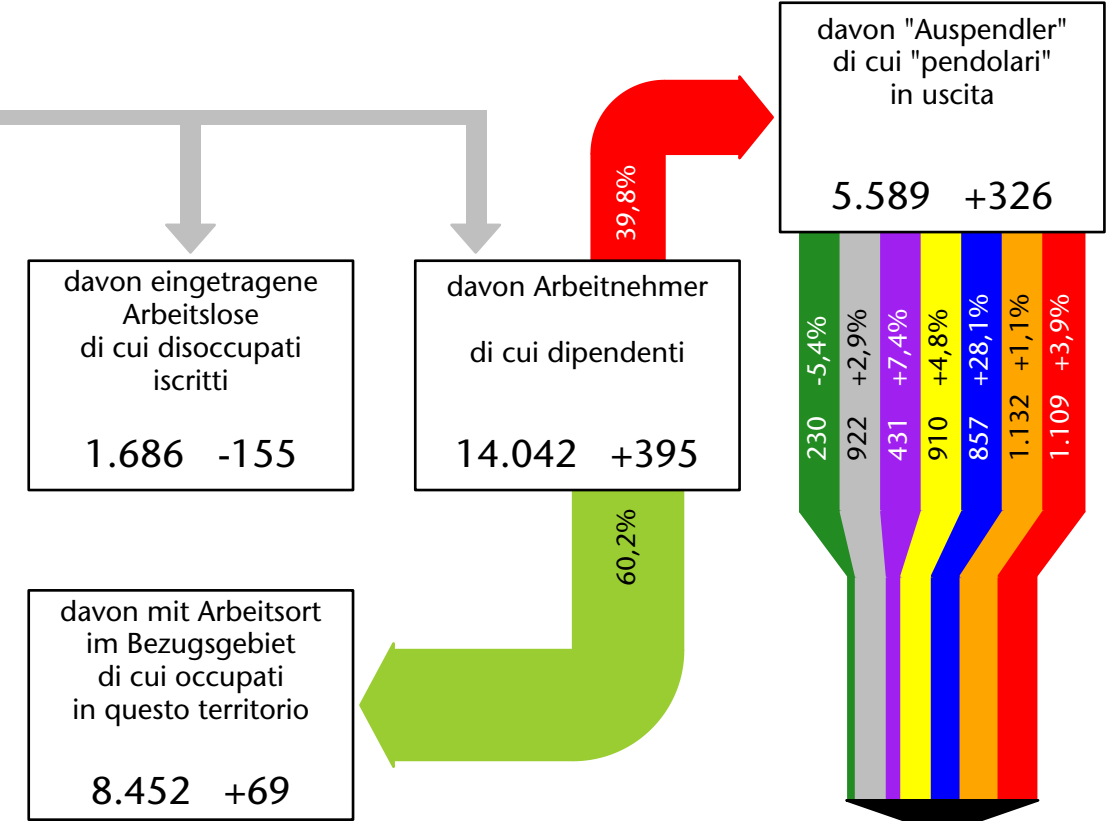 davon "Auspendler"
di cui "pendolari"
in uscita
5.589 +326
39,8%
davon eingetragene
Arbeitslose
di cui disoccupati
iscritti
1.686 -155
davon Arbeitnehmer
di cui dipendenti
14.042 +395
230 -5,4%
922 +2,9%
431 +7,4%
910 +4,8%
857 +28,1%
1.132 +1,1%
1.109 +3,9%
60,2%
davon mit Arbeitsort
im Bezugsgebiet
di cui occupati
in questo territorio
8.452 +69